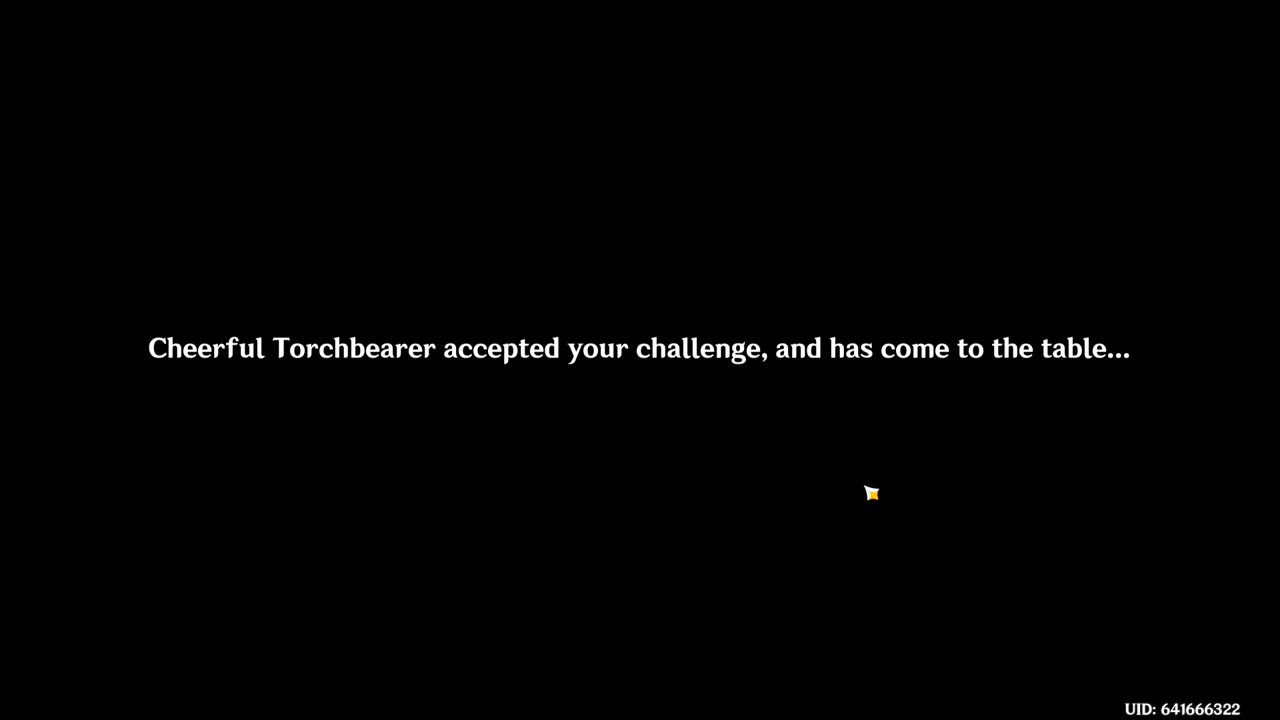 Cheerful Torchbearer accepted your challenge, and has come to the table...
UID: 641666322